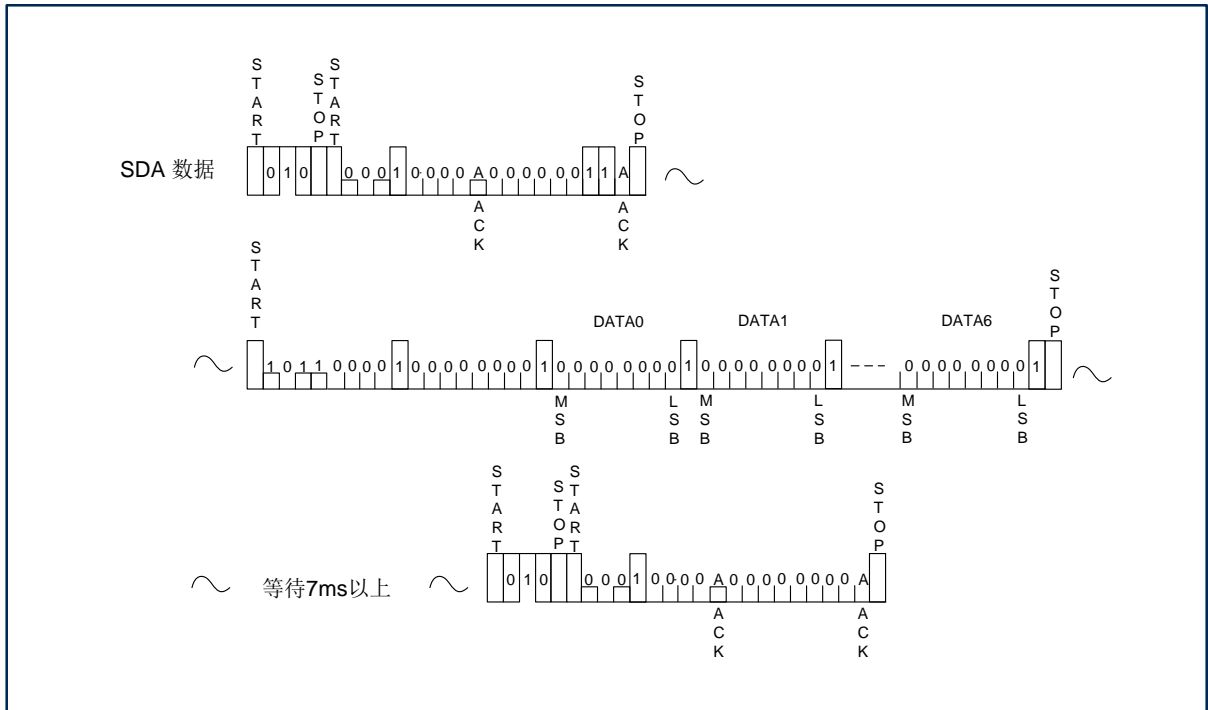 START STOP START STOP
SDA 数据 0 1 0 0 0 0 1 0 0 0 0 A 0 0 0 0 0 0 1 1 A
ACK ACK
START DATA0 DATA1 DATA6 STOP
1 0 1 1 0 0 0 0 1 0 0 0 0 0 0 0 0 1 0 0 0 0 0 0 0 0 1 0 0 0 0 0 0 0 0 1 --- 0 0 0 0 0 0 0 0 1
MSB LSB MSB LSB MSB LSB
START STOP START STOP
等待7ms以上 0 1 0 0 0 0 1 0 0 0 0 A 0 0 0 0 0 0 0 0 A
ACK ACK